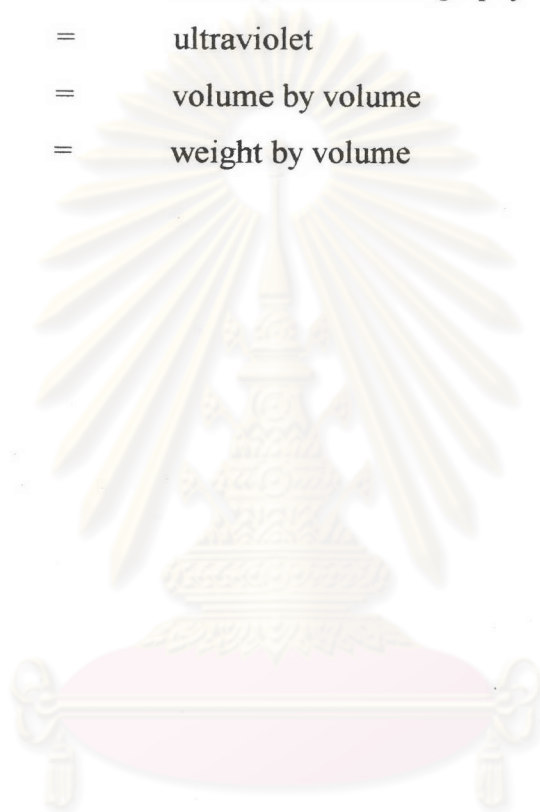 = ultraviolet
= volume by volume
= weight by volume